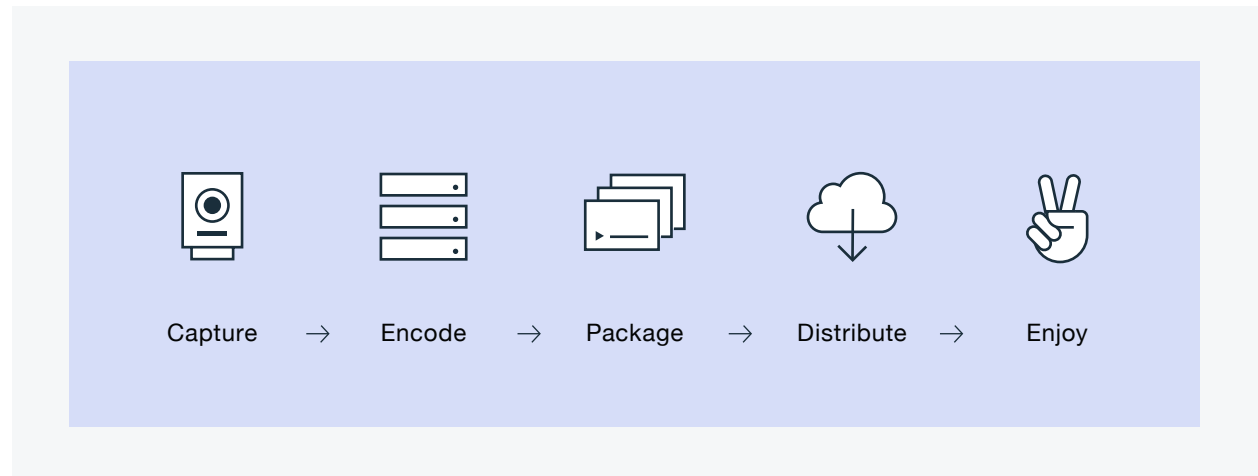 Capture → Encode → Package → Distribute → Enjoy